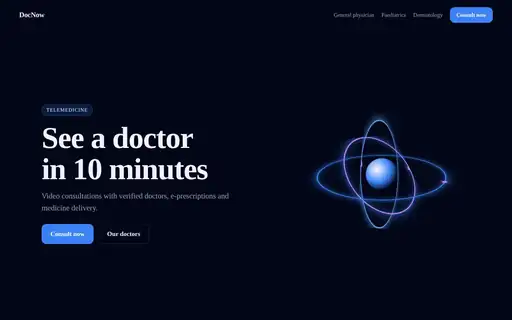 DocNow
General physician Paediatrics Dermatology Consult now
TELEMEDICINE
See a doctor
in 10 minutes
Video consultations with verified doctors, e-prescriptions and
medicine delivery.
Consult now Our doctors